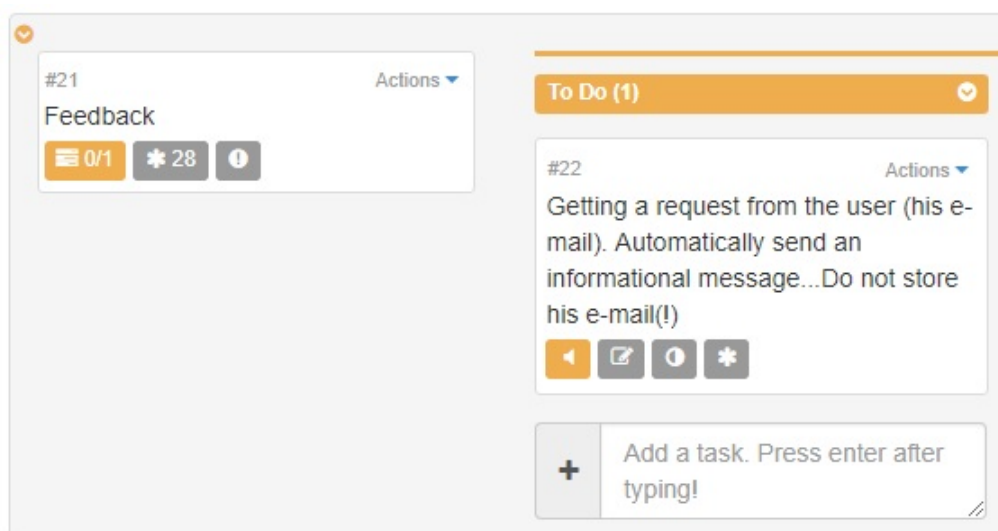 #21
Actions
Feedback
0/1
28
To Do (1)
#22
Actions
Getting a request from the user (his e-
mail). Automatically send an
informational message...Do not store
his e-mail(!)
Add a task. Press enter after
typing!